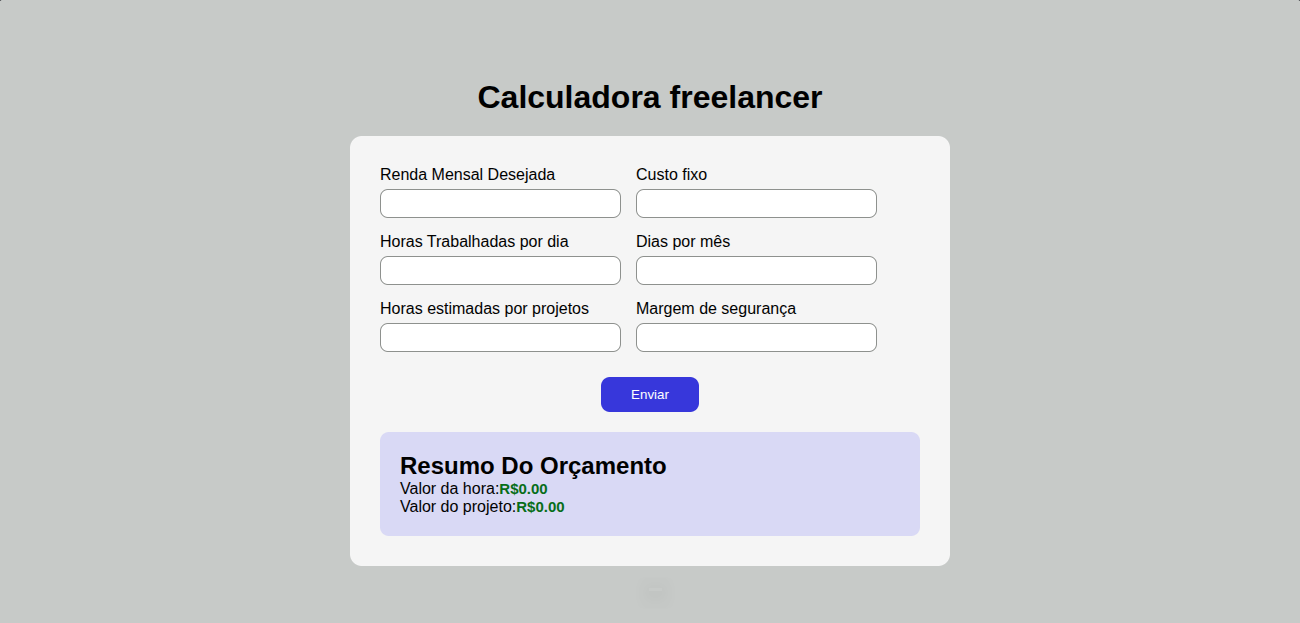 Calculadora freelancer
Renda Mensal Desejada Custo fixo
Horas Trabalhadas por dia Dias por mês
Horas estimadas por projetos Margem de segurança
Enviar
Resumo Do Orçamento
Valor da hora:R$0.00
Valor do projeto:R$0.00